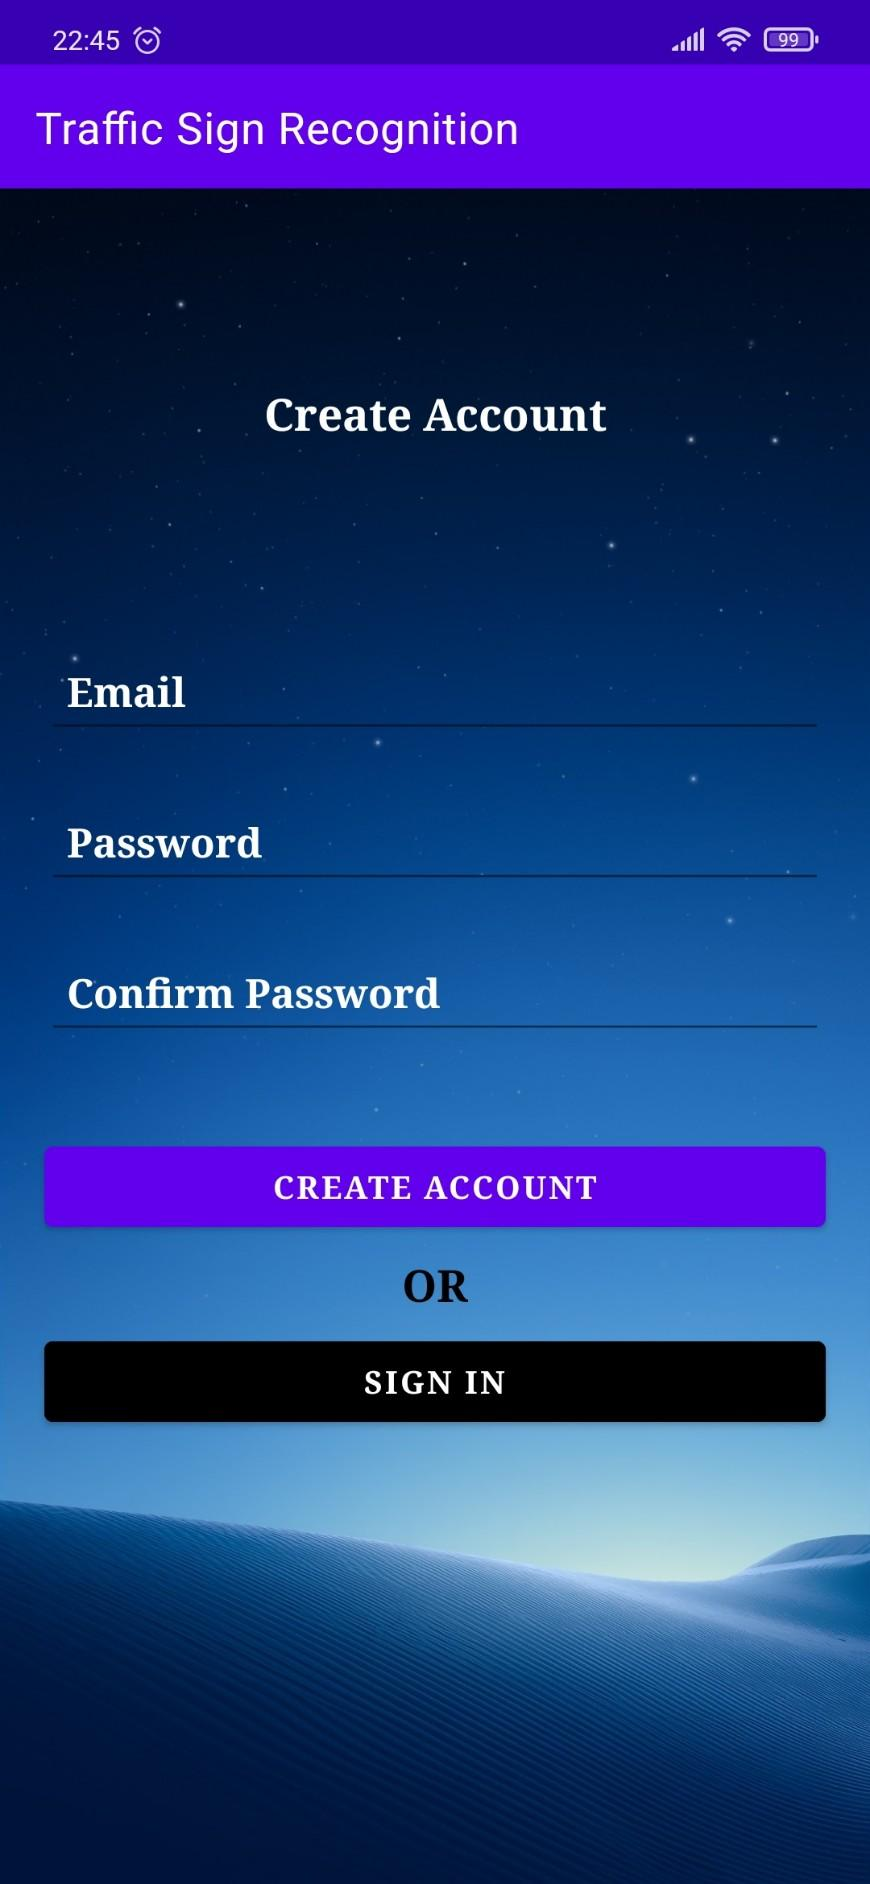 22:45
99
Traffic Sign Recognition
Create Account
Email
Password
Confirm Password
CREATE ACCOUNT
OR
SIGN IN